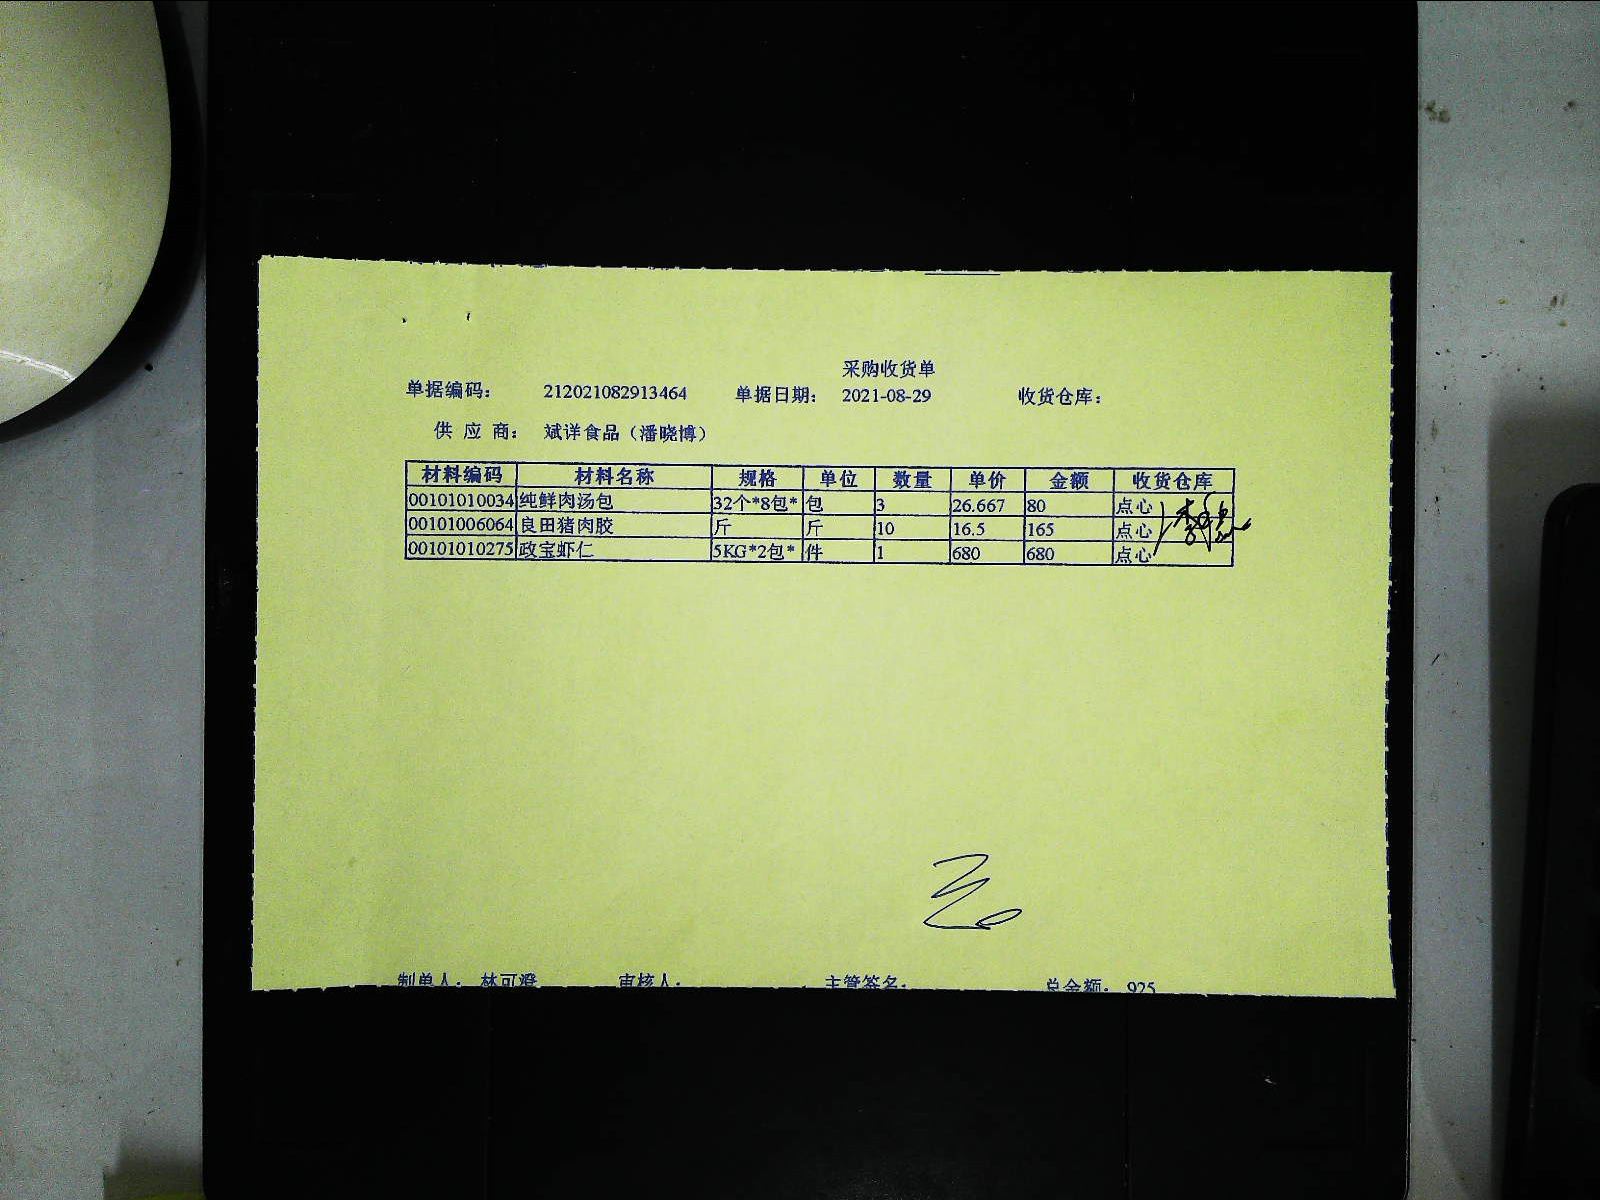 采购收货单
单据编码： 212021082913464 单据日期： 2021-08-29 收货仓库：
供 应 商： 斌洋食品（潘晓博）
材料编码 材料名称 规格 单位 数量 单价 金额 收货仓库
00101010034 纯鲜肉汤包 32个*8包* 包 3 26.667 80 点心
00101006064 良田猪肉胶 斤 斤 10 16.5 165 点心
00101010275 政宝虾仁 5KG*2包* 件 1 680 680 点心
制单人： 林可澄 审核人： 主管签名： 总金额： 925